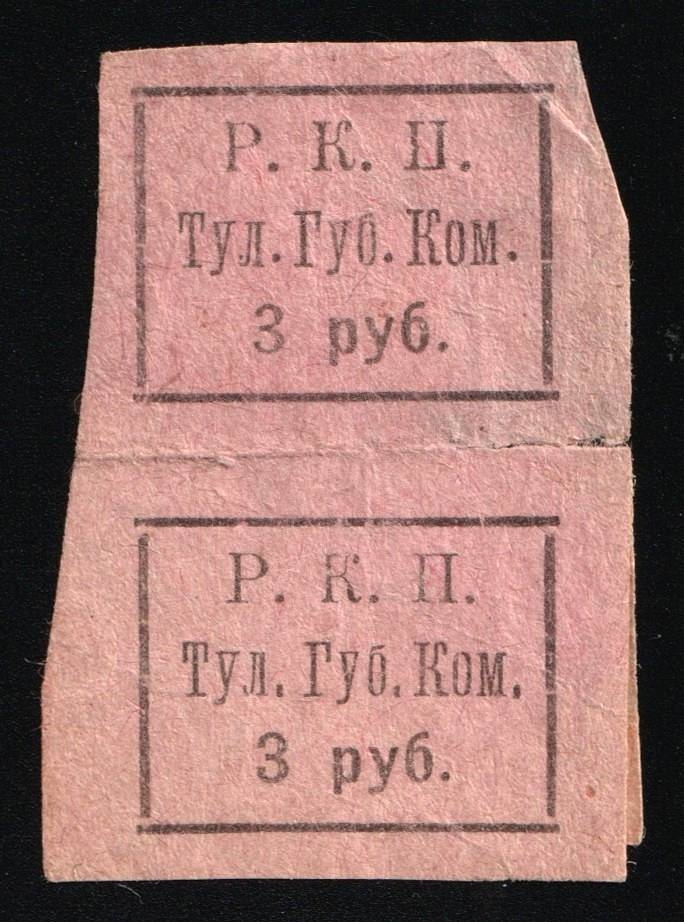 Р. К. П.
Тул. Губ. Ком.
3 руб.
Р. К. П.
Тул. Губ. Ком.
3 руб.